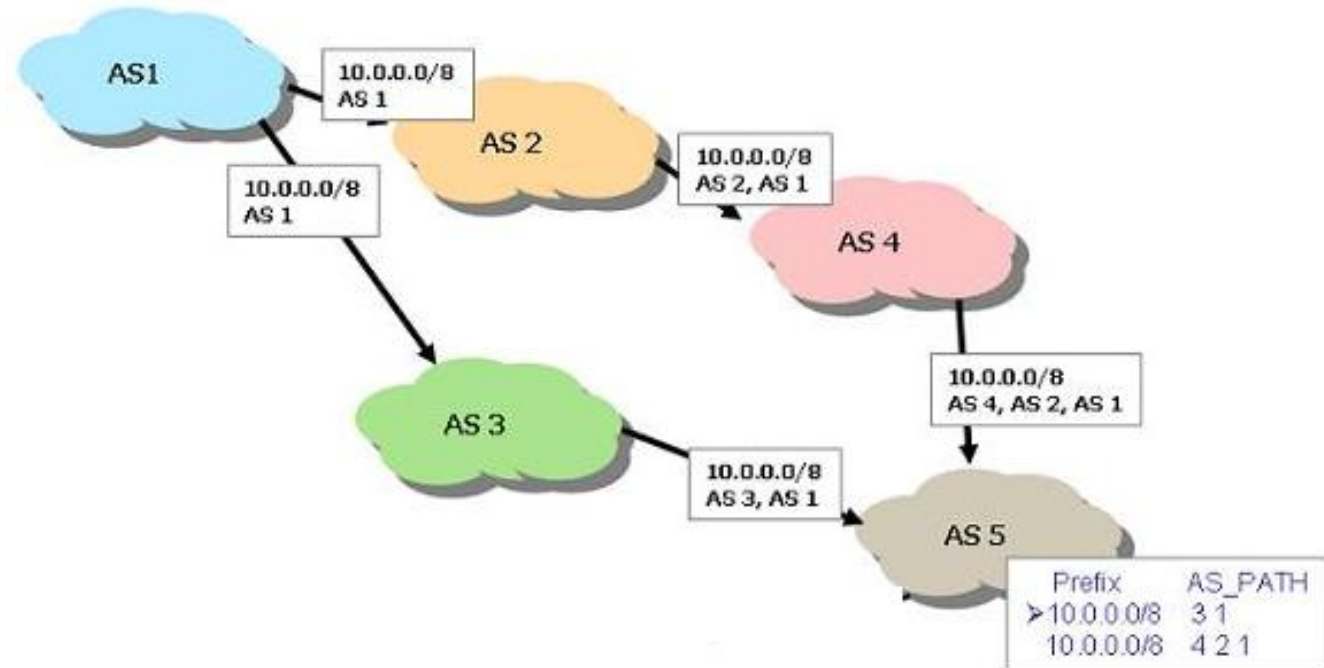 AS1
10.0.0.0/8
AS 1
AS 2
10.0.0.0/8
AS 2, AS 1
10.0.0.0/8
AS 1
AS 4
10.0.0.0/8
AS 4, AS 2, AS 1
AS 3
10.0.0.0/8
AS 3, AS 1
AS 5
Prefix AS_PATH
➢10.0.0.0/8 3 1
10.0.0.0/8 4 2 1